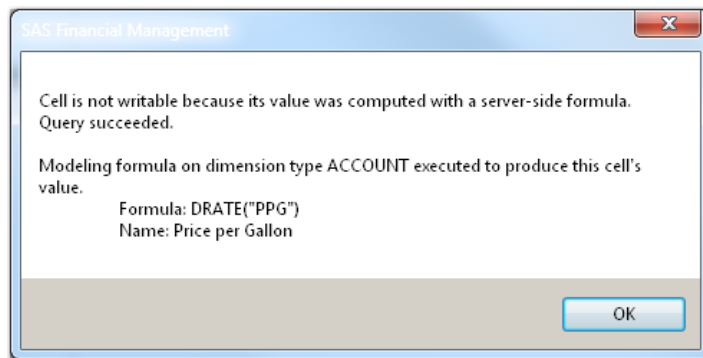 SAS Financial Management
Cell is not writable because its value was computed with a server-side formula.
Query succeeded.
Modeling formula on dimension type ACCOUNT executed to produce this cell's
value.
Formula: DRATE("PPG")
Name: Price per Gallon
OK